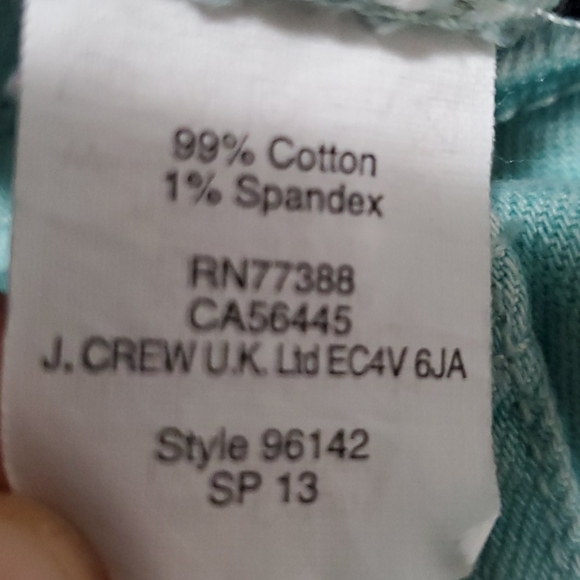 99% Cotton
1% Spandex
RN77388
CA56445
J. CREW U.K. Ltd EC4V 6JA
Style 96142
SP 13